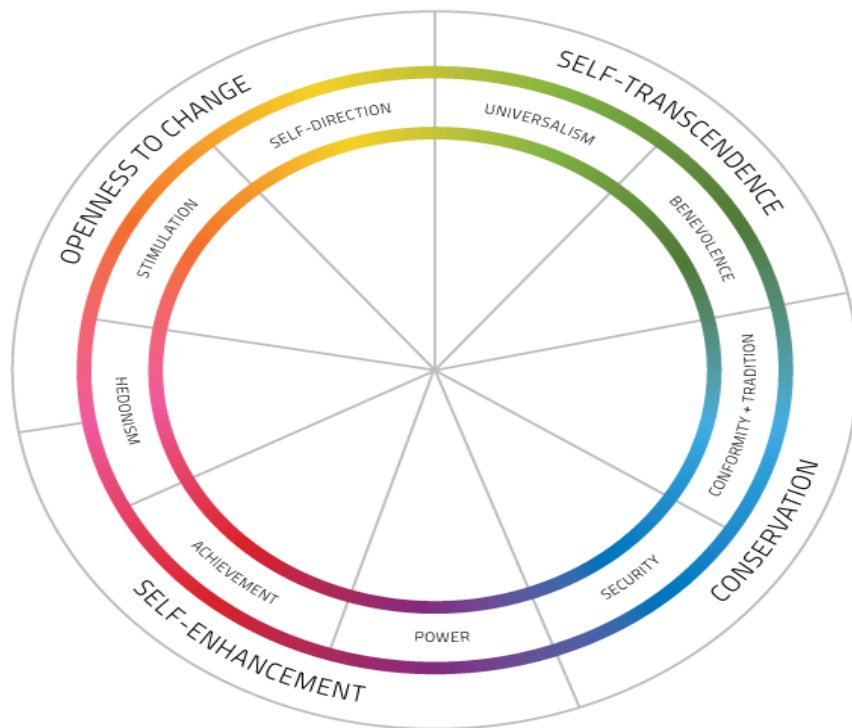 OPENNESS TO CHANGE
SELF-TRANSCENDENCE
SELF-DIRECTION
UNIVERSALISM
STIMULATION
BENEVOLENCE
HEDONISM
CONFORMITY + TRADITION
ACHIEVEMENT
SECURITY
POWER
SELF-ENHANCEMENT
CONSERVATION